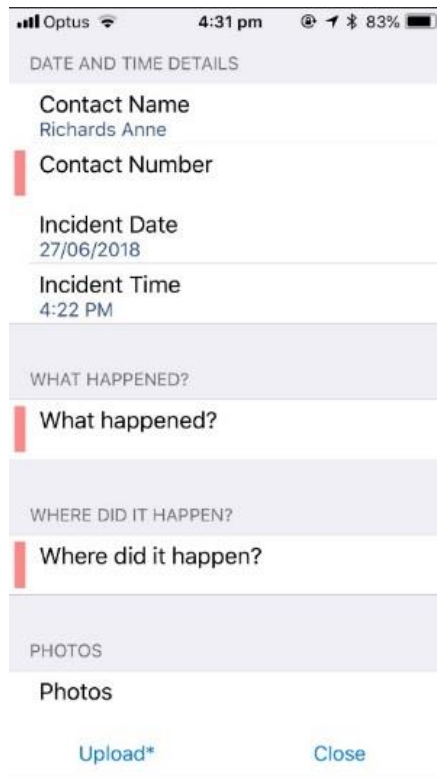 Optus 4:31 pm 83%
DATE AND TIME DETAILS
Contact Name
Richards Anne
Contact Number
Incident Date
27/06/2018
Incident Time
4:22 PM
WHAT HAPPENED?
What happened?
WHERE DID IT HAPPEN?
Where did it happen?
PHOTOS
Photos
Upload* Close